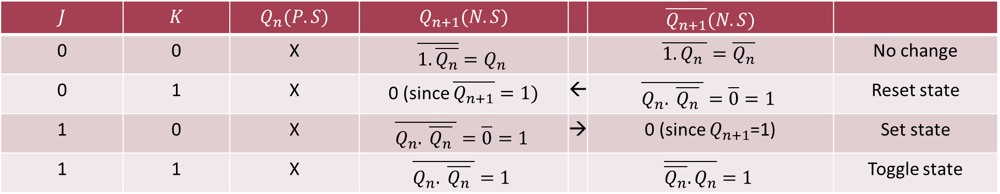 J K Qₙ(P.S) Qₙ₊₁(N.S) $\overline{Q_{n+1}}$(N.S)
0 0 X $\overline{1.\overline{Q_n}} = Q_n$ $\overline{1.Q_n} = \overline{Q_n}$ No change
0 1 X 0 (since $\overline{Q_{n+1}} = 1$) ← $\overline{Q_n.\overline{Q_n}} = \overline{0} = 1$ Reset state
1 0 X $\overline{Q_n.\overline{Q_n}} = \overline{0} = 1$ → 0 (since $Q_{n+1}$=1) Set state
1 1 X $\overline{Q_n.\overline{Q_n}} = 1$ $\overline{\overline{Q_n}.Q_n} = 1$ Toggle state